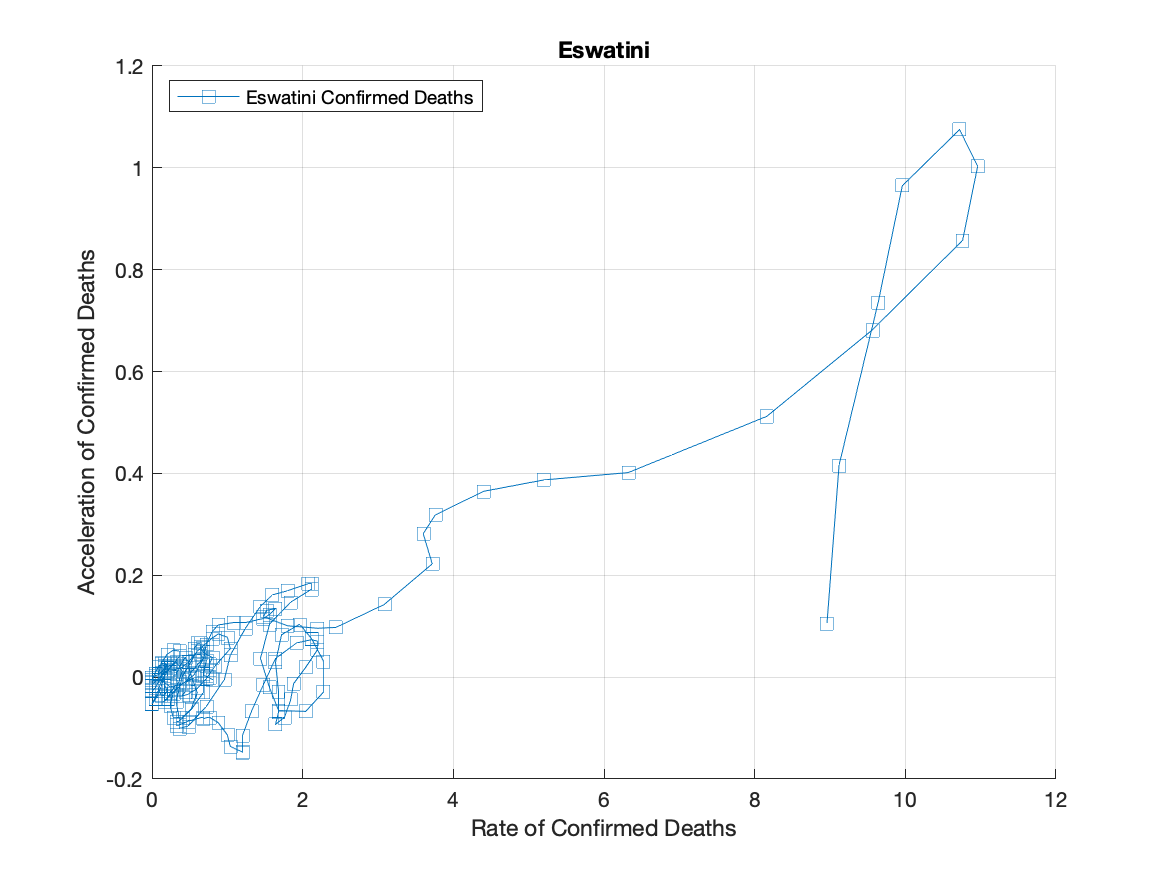 Eswatini
Eswatini Confirmed Deaths
1.2
1
0.8
0.6
0.4
0.2
0
-0.2
Acceleration of Confirmed Deaths
0 2 4 6 8 10 12
Rate of Confirmed Deaths